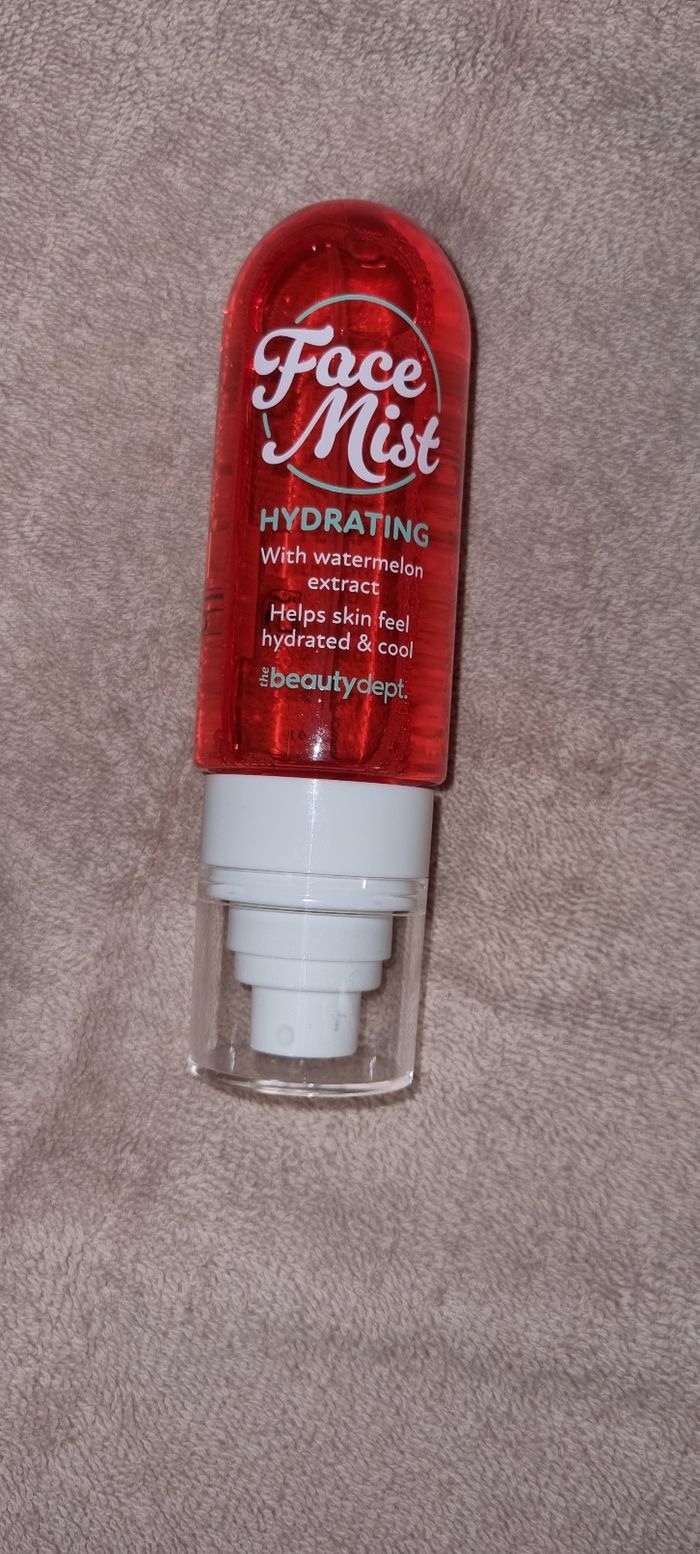 Face
Mist
HYDRATING
With watermelon
extract
Helps skin feel
hydrated & cool
the beautydept.